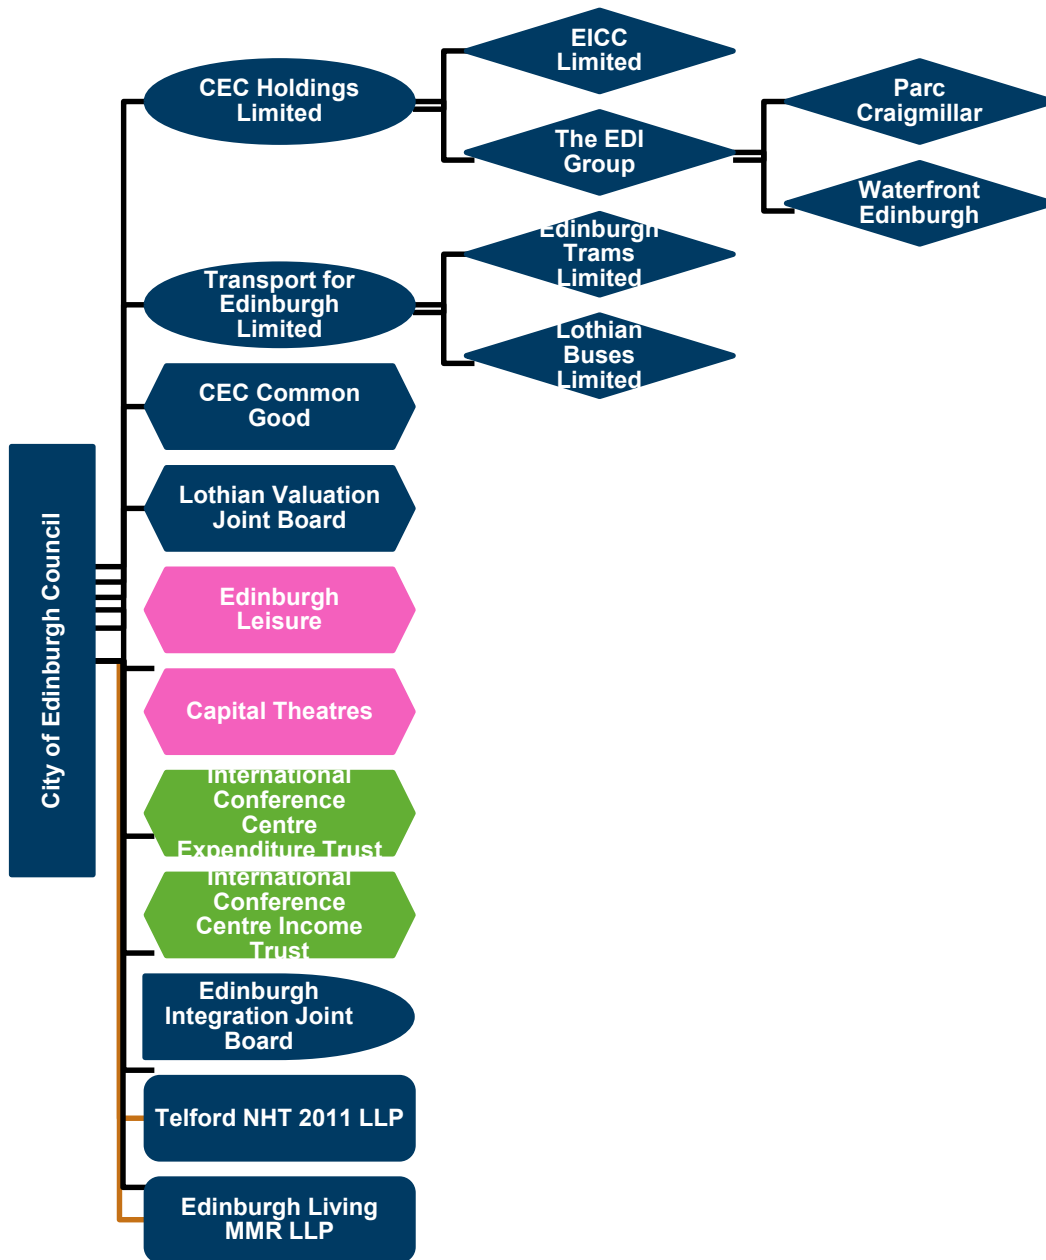 EICC
Limited
CEC Holdings
Limited
Parc
Craigmillar
The EDI
Group
Waterfront
Edinburgh
Edinburgh
Trams
Limited
Transport for
Edinburgh
Limited
Lothian
Buses
Limited
CEC Common
Good
Lothian Valuation
Joint Board
City of Edinburgh Council
Edinburgh
Leisure
Capital Theatres
International
Conference
Centre
Expenditure Trust
International
Conference
Centre Income
Trust
Edinburgh
Integration Joint
Board
Telford NHT 2011 LLP
Edinburgh Living
MMR LLP